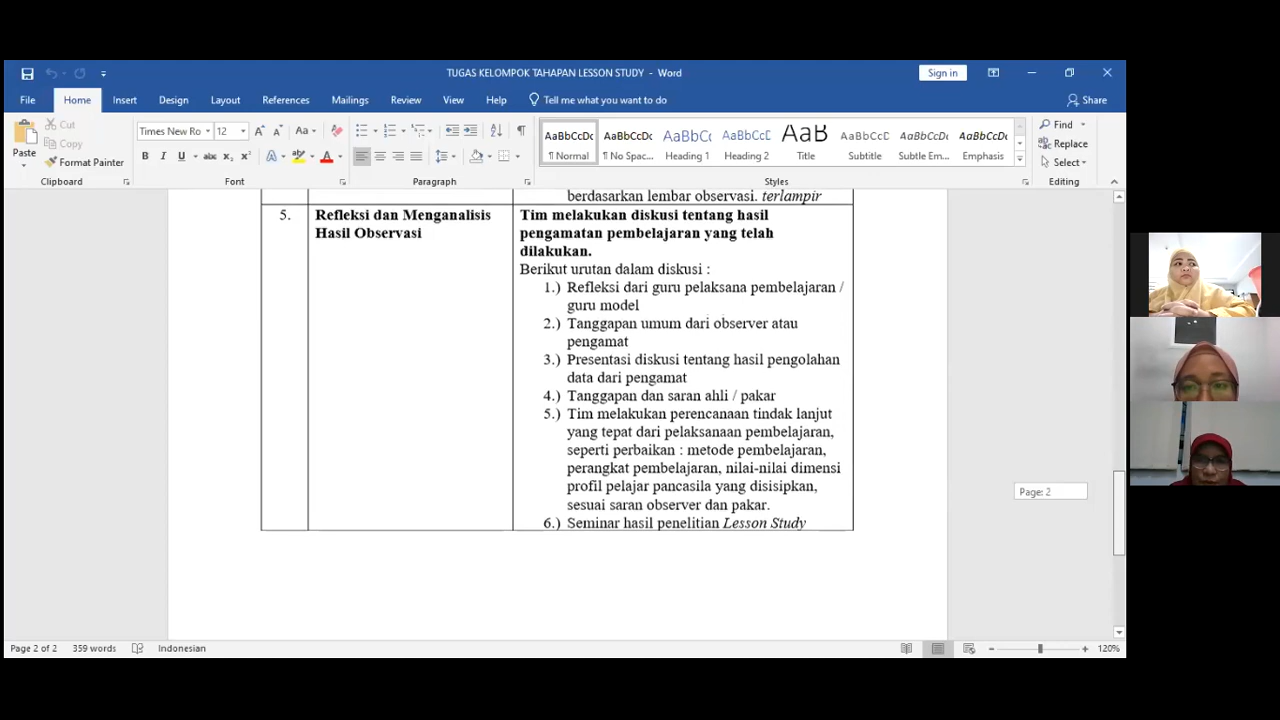 TUGAS KELOMPOK TAHAPAN LESSON STUDY - Word
Sign in
File Home Insert Design Layout References Mailings Review View Help Tell me what you want to do Share
Paste
Cut
Copy
Format Painter
Clipboard
Times New Ro 12
Font
Paragraph
AaBbCcDc AaBbCcDc AaBbCc AaBbCcD AaB AaBbCcD AaBbCcDc AaBbCcDc
¶ Normal ¶ No Spac... Heading 1 Heading 2 Title Subtitle Subtle Em... Emphasis
Styles
Find
Replace
Select
Editing
berdasarkan lembar observasi. terlampir
5. Refleksi dan Menganalisis
Hasil Observasi
Tim melakukan diskusi tentang hasil
pengamatan pembelajaran yang telah
dilakukan.
Berikut urutan dalam diskusi :
1.) Refleksi dari guru pelaksana pembelajaran /
guru model
2.) Tanggapan umum dari observer atau
pengamat
3.) Presentasi diskusi tentang hasil pengolahan
data dari pengamat
4.) Tanggapan dan saran ahli / pakar
5.) Tim melakukan perencanaan tindak lanjut
yang tepat dari pelaksanaan pembelajaran,
seperti perbaikan : metode pembelajaran,
perangkat pembelajaran, nilai-nilai dimensi
profil pelajar pancasila yang disisipkan,
sesuai saran observer dan pakar.
6.) Seminar hasil penelitian Lesson Study
Page: 2
Page 2 of 2 359 words Indonesian 120%